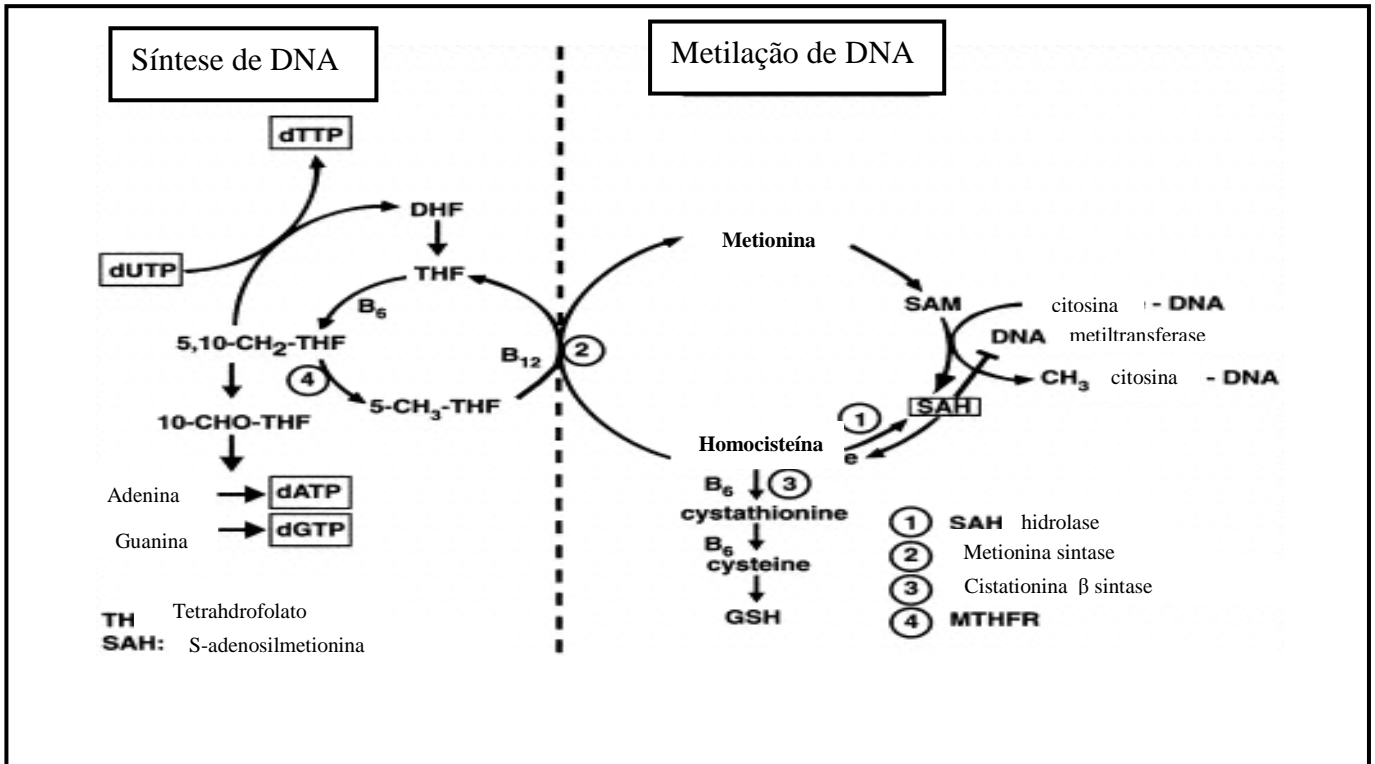 Síntese de DNA
Metilação de DNA
dTTP
DHF
dUTP
THF
B6
5,10-CH2-THF
B12
2
4
5-CH3-THF
10-CHO-THF
Adenina
dATP
Guanina
dGTP
TH Tetrahdrofolato
SAH: S-adenosilmetionina
Metionina
SAM
citosina - DNA
DNA metiltransferase
CH3 citosina - DNA
SAH
1
Homocisteína
e
B6 3
cystathionine
B6
cysteine
GSH
1 SAH hidrolase
2 Metionina sintase
3 Cistationina β sintase
4 MTHFR